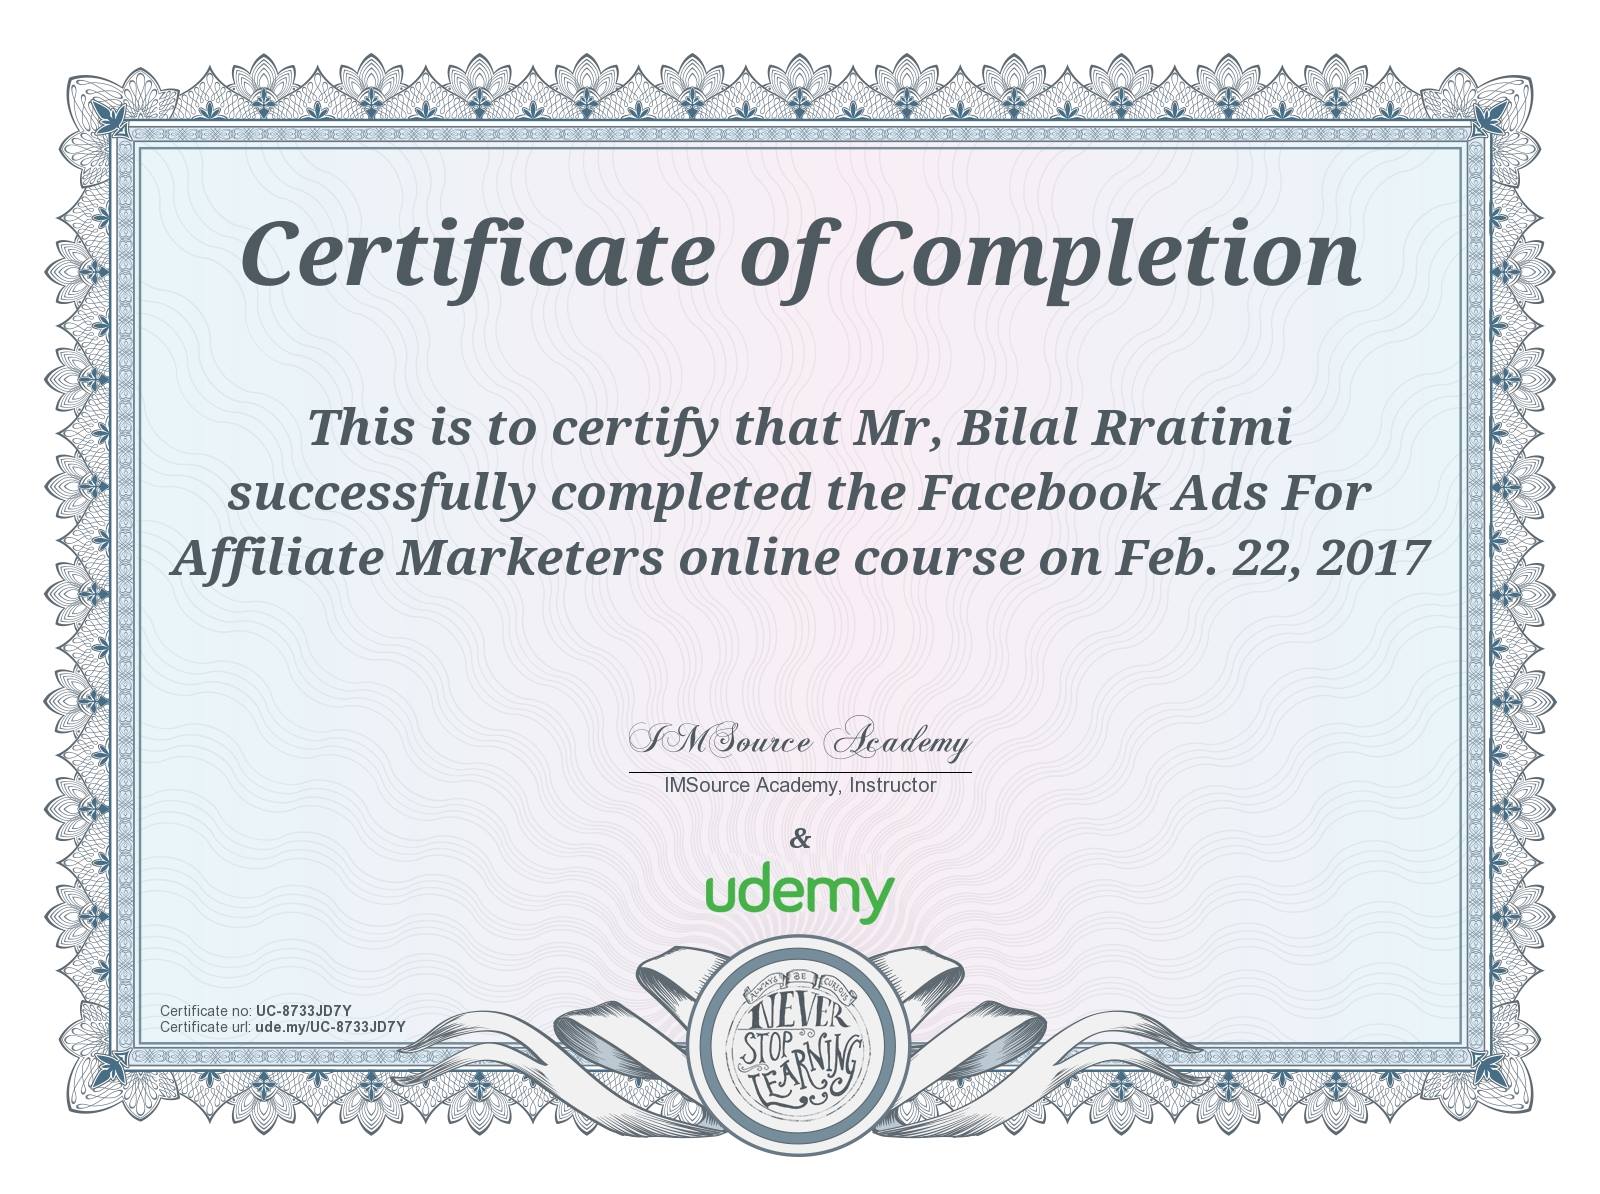 Certificate of Completion
This is to certify that Mr, Bilal Rratimi
successfully completed the Facebook Ads For
Affiliate Marketers online course on Feb. 22, 2017
IMSource Academy
IMSource Academy, Instructor
&
udemy
Certificate no: UC-8733JD7Y
Certificate url: ude.my/UC-8733JD7Y
ALWAYS BE CURIOUS
NEVER
STOP
LEARNING